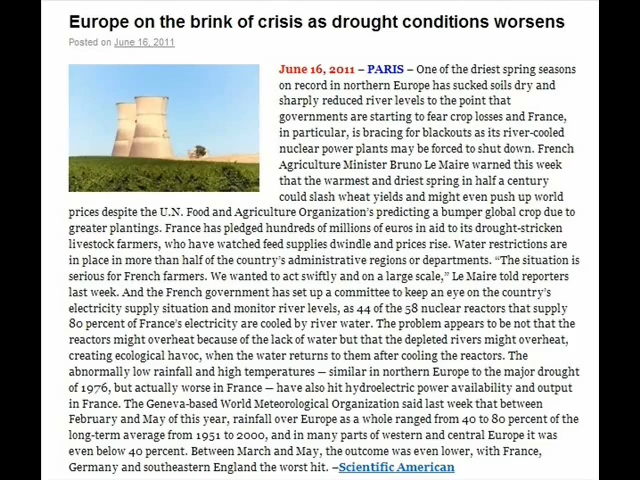 Europe on the brink of crisis as drought conditions worsens
Posted on June 16, 2011
June 16, 2011 – PARIS – One of the driest spring seasons
on record in northern Europe has sucked soils dry and
sharply reduced river levels to the point that
governments are starting to fear crop losses and France,
in particular, is bracing for blackouts as its river-cooled
nuclear power plants may be forced to shut down. French
Agriculture Minister Bruno Le Maire warned this week
that the warmest and driest spring in half a century
could slash wheat yields and might even push up world
prices despite the U.N. Food and Agriculture Organization's predicting a bumper global crop due to
greater plantings. France has pledged hundreds of millions of euros in aid to its drought-stricken
livestock farmers, who have watched feed supplies dwindle and prices rise. Water restrictions are
in place in more than half of the country's administrative regions or departments. “The situation is
serious for French farmers. We wanted to act swiftly and on a large scale,” Le Maire told reporters
last week. And the French government has set up a committee to keep an eye on the country's
electricity supply situation and monitor river levels, as 44 of the 58 nuclear reactors that supply
80 percent of France's electricity are cooled by river water. The problem appears to be not that the
reactors might overheat because of the lack of water but that the depleted rivers might overheat,
creating ecological havoc, when the water returns to them after cooling the reactors. The
abnormally low rainfall and high temperatures — similar in northern Europe to the major drought
of 1976, but actually worse in France — have also hit hydroelectric power availability and output
in France. The Geneva-based World Meteorological Organization said last week that between
February and May of this year, rainfall over Europe as a whole ranged from 40 to 80 percent of the
long-term average from 1951 to 2000, and in many parts of western and central Europe it was
even below 40 percent. Between March and May, the outcome was even lower, with France,
Germany and southeastern England the worst hit. –Scientific American